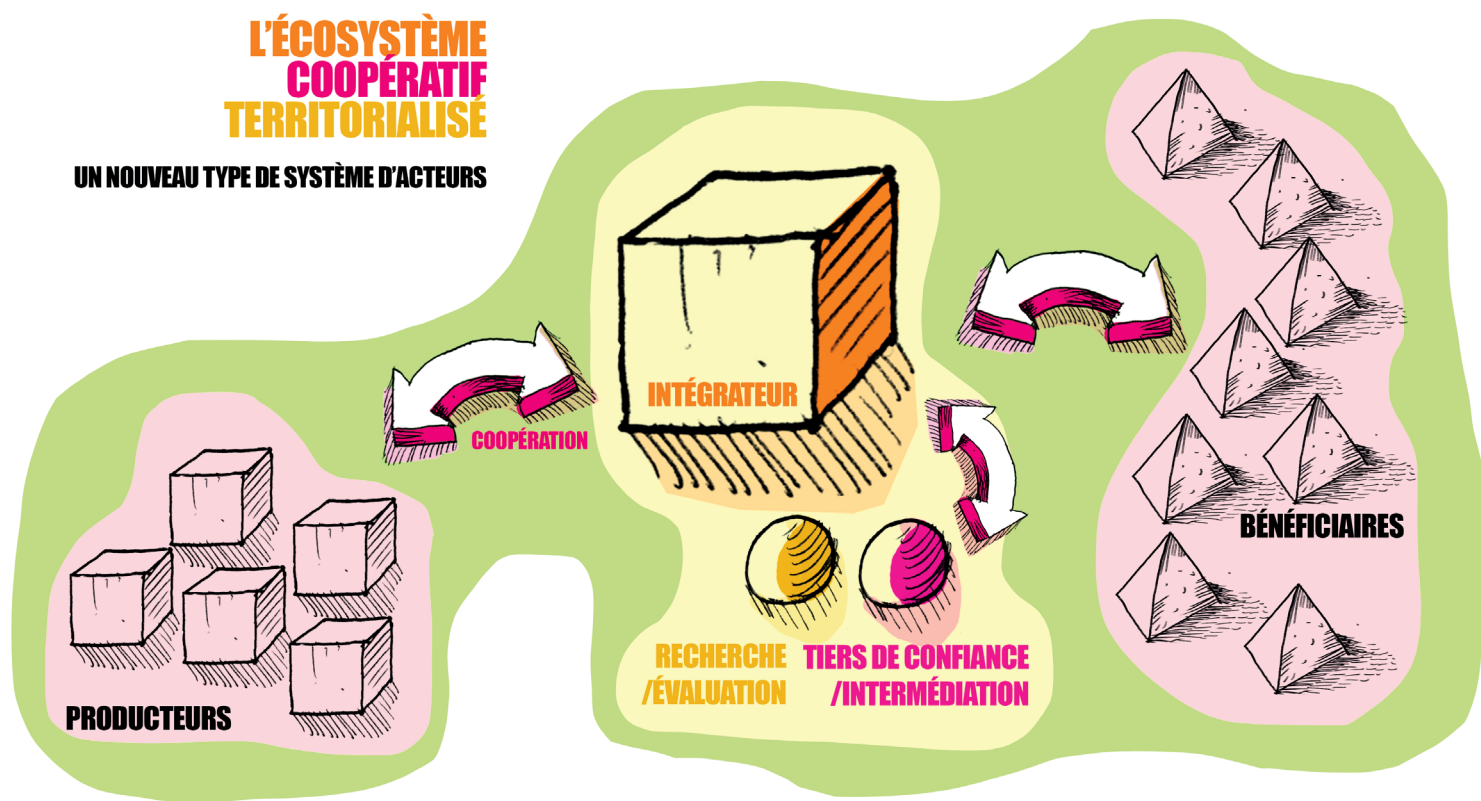 L'ÉCOSYSTÈME
COOPÉRATIF
TERRITORIALISÉ
UN NOUVEAU TYPE DE SYSTÈME D'ACTEURS
INTÉGRATEUR
COOPÉRATION
BÉNÉFICIAIRES
RECHERCHE
/ÉVALUATION
TIERS DE CONFIANCE
/INTERMÉDIATION
PRODUCTEURS